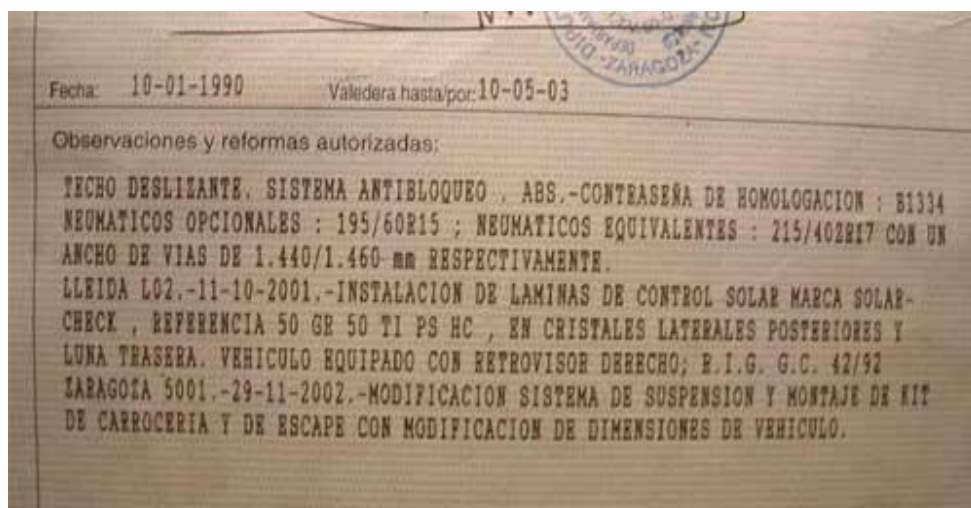 ZARAGOZA
Fecha: 10-01-1990 Valedera hasta/por: 10-05-03
Observaciones y reformas autorizadas:
TECHO DESLIZANTE. SISTEMA ANTIBLOQUEO , ABS.-CONTRASEÑA DE HOMOLOGACION : B1334
NEUMATICOS OPCIONALES : 195/60R15 ; NEUMATICOS EQUIVALENTES : 215/402R17 CON UN
ANCHO DE VIAS DE 1.440/1.460 mm RESPECTIVAMENTE.
LLEIDA L02.-11-10-2001.-INSTALACION DE LAMINAS DE CONTROL SOLAR MARCA SOLAR-
CHECK , REFERENCIA 50 GR 50 TI PS HC , EN CRISTALES LATERALES POSTERIORES Y
LUNA TRASERA. VEHICULO EQUIPADO CON RETROVISOR DERECHO; R.I.G. G.C. 42/92
ZARAGOZA 5001.-29-11-2002.-MODIFICACION SISTEMA DE SUSPENSION Y MONTAJE DE KIT
DE CARROCERIA Y DE ESCAPE CON MODIFICACION DE DIMENSIONES DE VEHICULO.